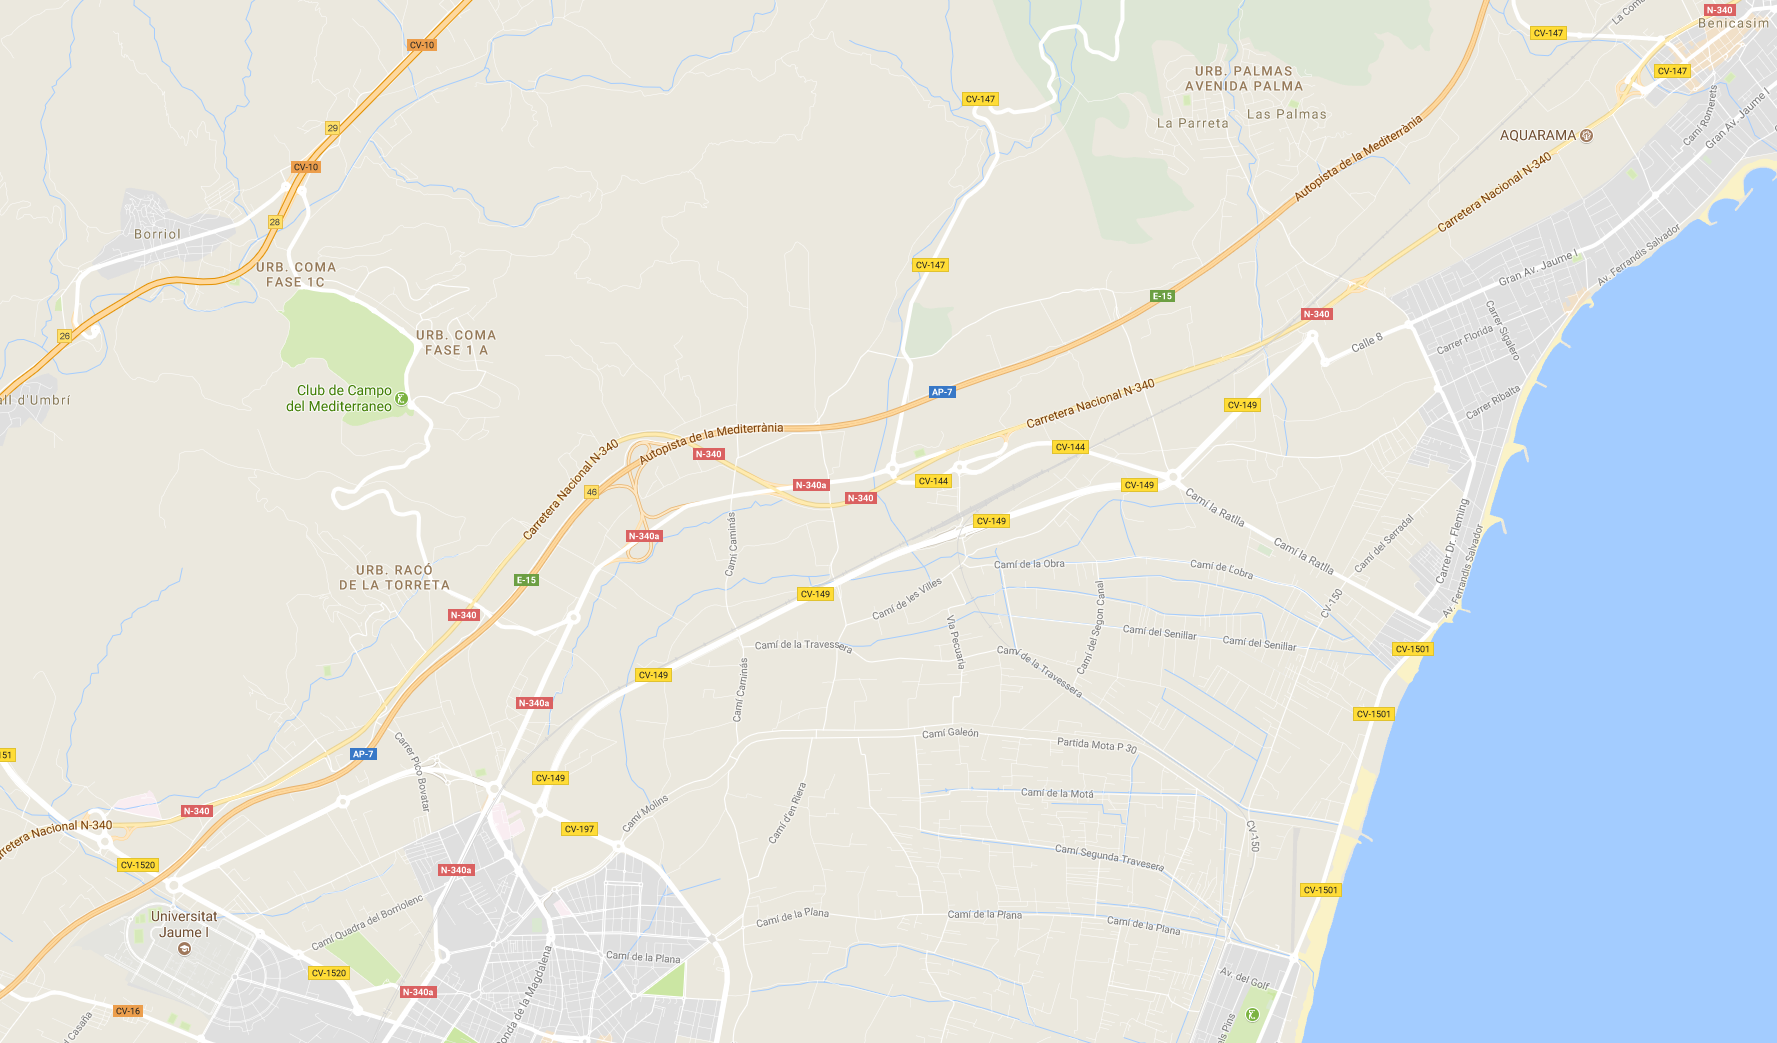 N-340
Benicasim
La Coma
CV-147
CV-10
CV-147
URB. PALMAS
AVENIDA PALMA
CV-147
29
La Parreta
Las Palmas
Camí Romerets
Gran Av. Jaume I
AQUARAMA
Autopista de la Mediterrània
CV-10
Carretera Nacional N-340
28
Borriol
URB. COMA
FASE 1C
CV-147
Gran Av. Jaume I
Av. Ferrandis Salvador
E-15
N-340
26
URB. COMA
FASE 1 A
Calle 8
Carrer Florida
Carrer Sigalero
Club de Campo
del Mediterraneo
all d'Umbrí
AP-7
Carretera Nacional N-340
CV-149
Carrer Ribalta
Autopista de la Mediterrània
Carretera Nacional N-340
N-340
CV-144
46
N-340a
N-340
CV-144
CV-149
Camí la Ratlla
CV-149
N-340a
Camí Caminás
Camí la Ratlla
Camí del Serradal
Carrer Dr. Fleming
Av. Ferrandis Salvador
URB. RACÓ
DE LA TORRETA
E-15
Camí de la Obra
Camí de Lobra
CV-149
Camí de les Villes
CV-150
N-340
Camí del Segon Canal
Camí de la Travessera
Vía Pecuaria
Camí del Senillar
Camí del Senillar
CV-1501
Camí de la Travessera
CV-149
Camí Caminás
N-340a
CV-1501
Carrer Pico Bovatar
Camí Galeón
Partida Mota P 30
151
AP-7
CV-149
Camí d'en Riera
Camí de la Motá
N-340
Camí Molins
CV-197
CV-150
Carretera Nacional N-340
CV-1520
N-340a
Camí Segunda Travesera
CV-1501
Universitat
Jaume I
Camí Quadra del Borriolenc
Camí de la Plana
Camí de la Plana
Camí de la Plana
Camí de la Plana
CV-1520
Ronda de la Magdalena
Av. del Golf
N-340a
CV-16
l Casaña
els Pins